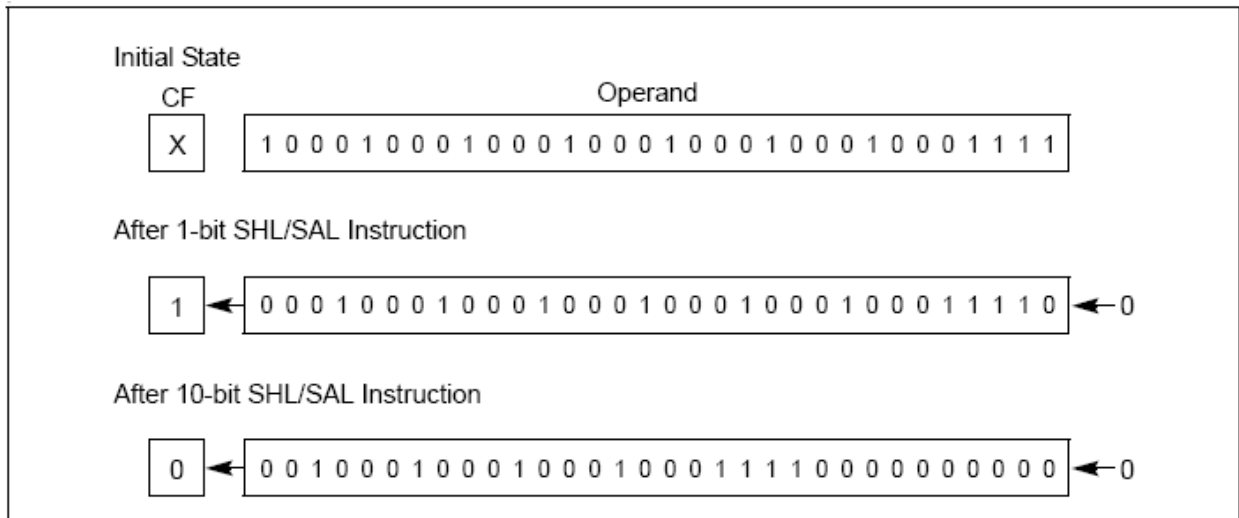 Initial State
CF Operand
X 1 0 0 0 1 0 0 0 1 0 0 0 1 0 0 0 1 0 0 0 1 0 0 0 1 0 0 0 1 1 1 1
After 1-bit SHL/SAL Instruction
1 0 0 0 1 0 0 0 1 0 0 0 1 0 0 0 1 0 0 0 1 0 0 0 1 0 0 0 1 1 1 1 0 0
After 10-bit SHL/SAL Instruction
0 0 0 1 0 0 0 1 0 0 0 1 0 0 0 1 0 0 0 1 1 1 1 0 0 0 0 0 0 0 0 0 0 0